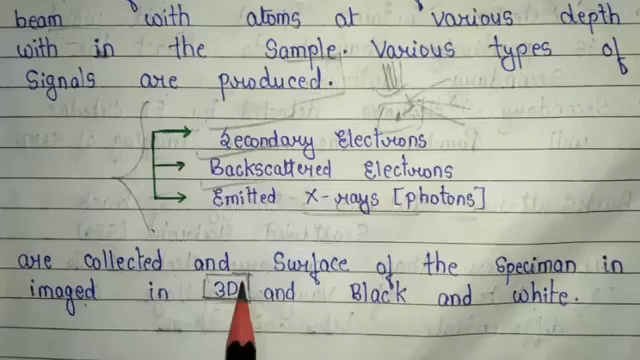 beam with atoms at various depth
with in the Sample. Various types of
Signals are produced.
Secondary Electrons
Backscattered Electrons
Emitted X-rays [photons]
are collected and Surface of the Speciman in
imaged in 3D and Black and white.